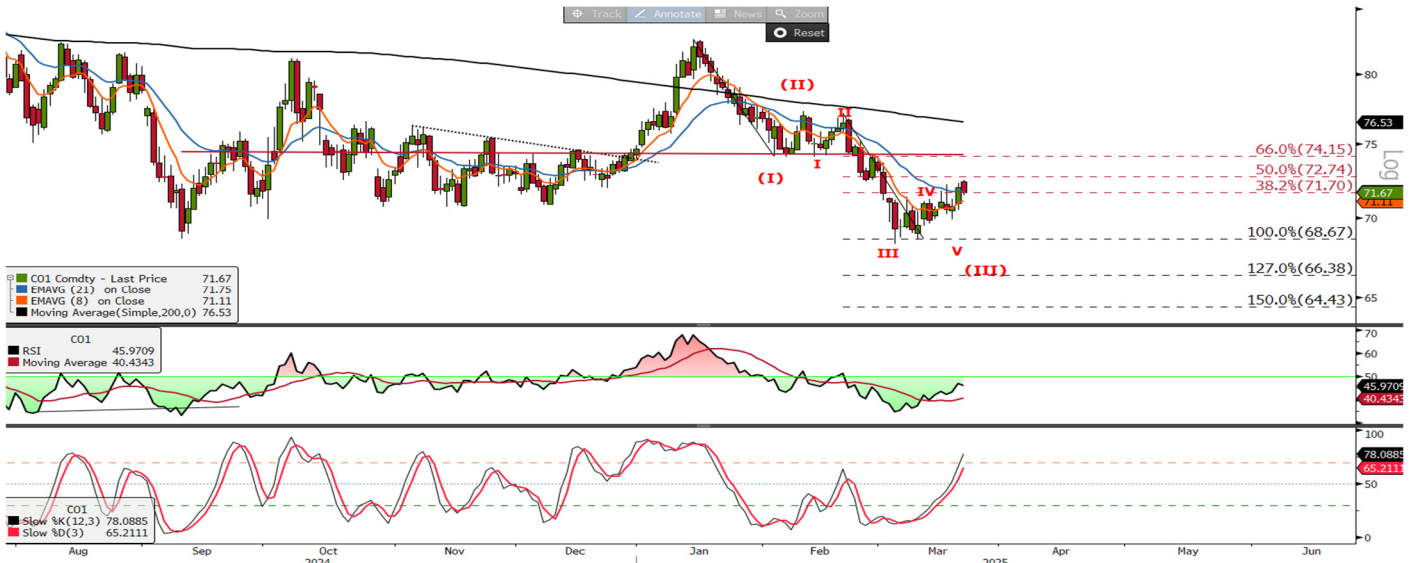 Track Annotate News Zoom
Reset
(II)
II
I
(I)
IV
III
V
(III)
66.0%(74.15)
50.0%(72.74)
38.2%(71.70)
100.0%(68.67)
127.0%(66.38)
150.0%(64.43)
80
76.53
75
71.67
71.11
70
65
Log
CO1 Comdty - Last Price 71.67
EMAVG (21) on Close 71.75
EMAVG (8) on Close 71.11
Moving Average(Simple,200,0) 76.53
CO1
RSI 45.9709
Moving Average 40.4343
70
60
50
45.9709
40.4343
CO1
Slow %K(12,3) 78.0885
Slow %D(3) 65.2111
100
78.0885
65.2111
50
0
Aug Sep Oct Nov Dec Jan Feb Mar Apr May Jun
2024 2025